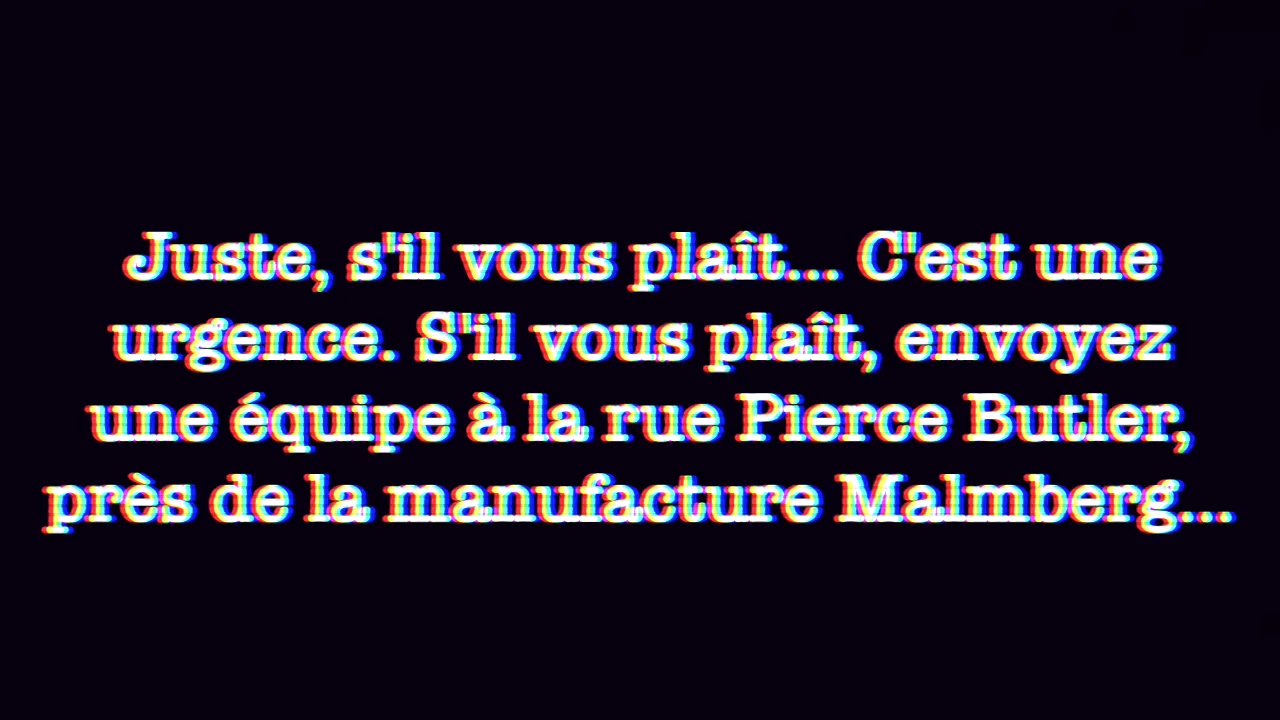 Juste, s'il vous plaît... C'est une
urgence. S'il vous plaît, envoyez
une équipe à la rue Pierce Butler,
près de la manufacture Malmberg...